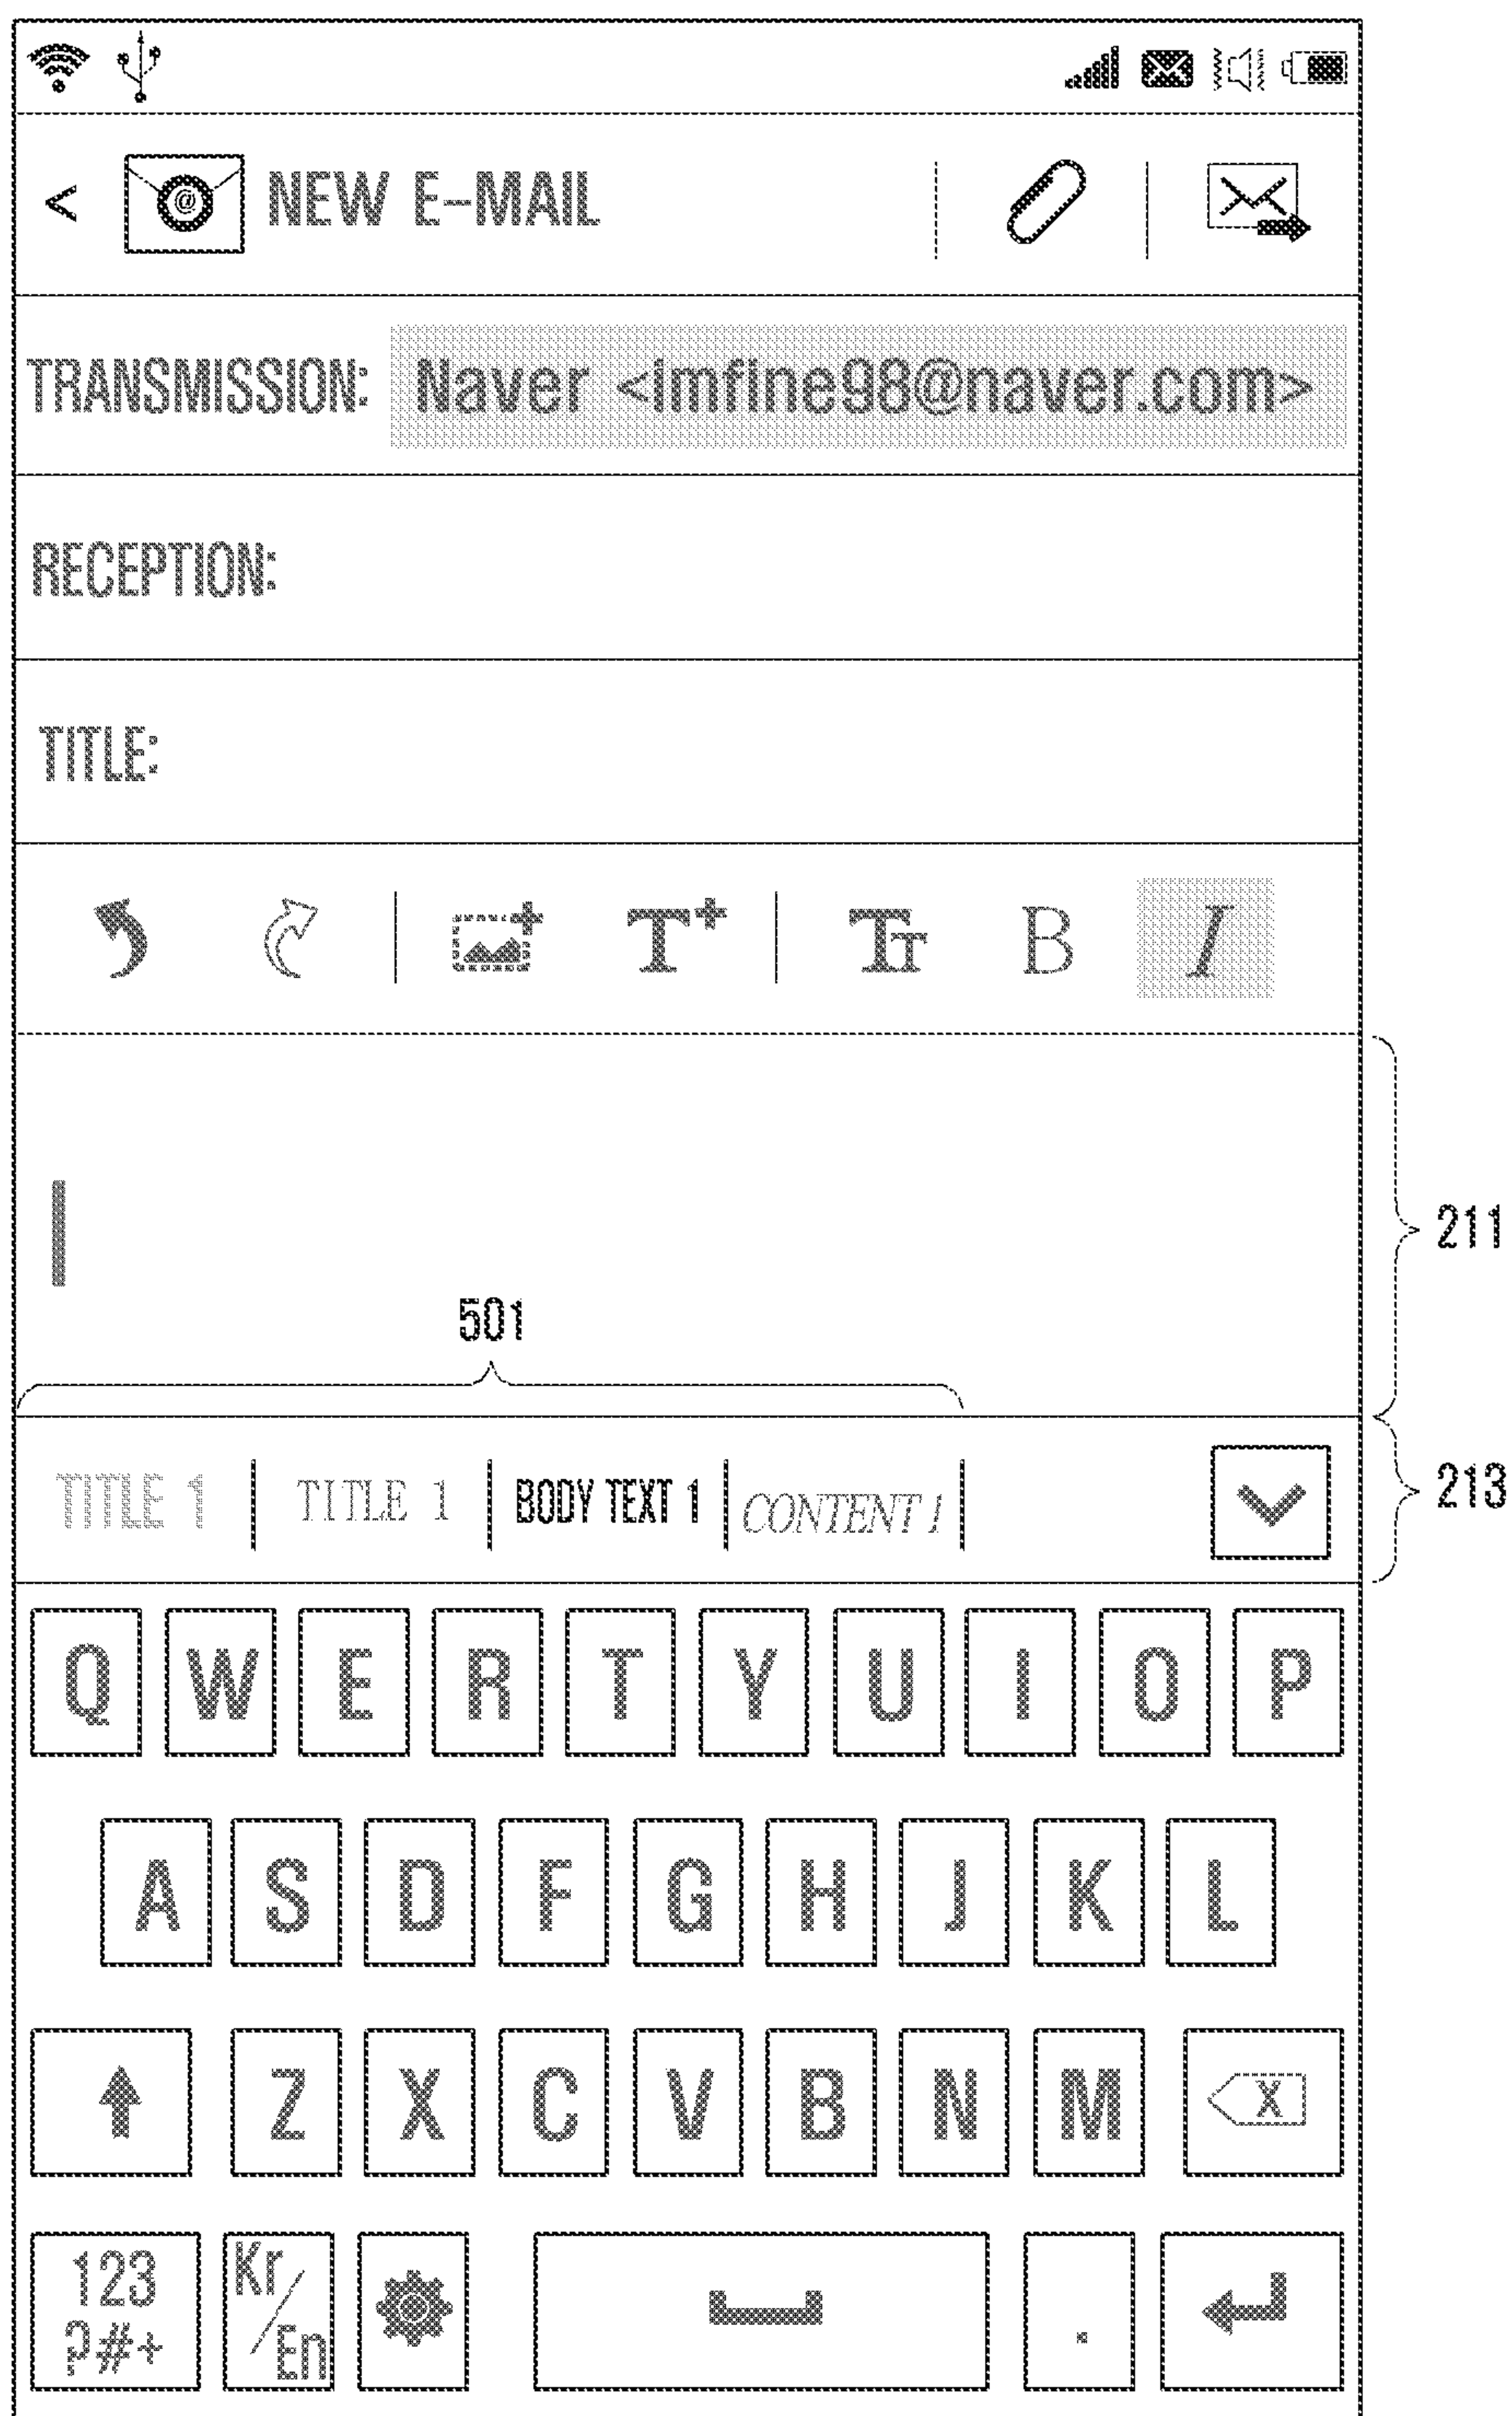 NEW E-MAIL
TRANSMISSION: Naver <imfine98@naver.com>
RECEPTION:
TITLE:
T+ TT B I
211
501
TITLE 1 TITLE 1 BODY TEXT 1 CONTENT 1
213
Q W E R T Y U I O P
A S D F G H J K L
Z X C V B N M X
123
?#+
Kr/En
.